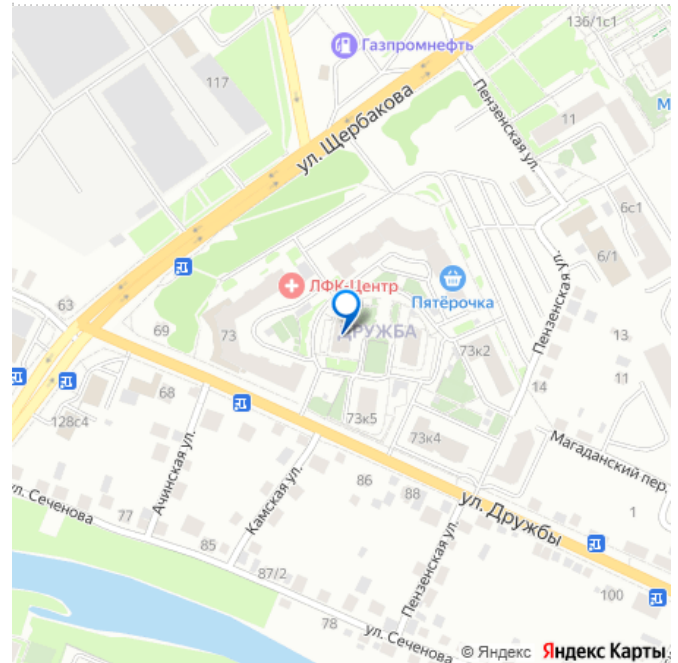 136/1с1
Газпромнефть
117
ул. Щербакова
Пензенская ул.
11
М
6с1
6/1
Пензенская ул.
ЛФК-Центр
Пятёрочка
63
69
73
ДРУЖБА
73к2
13
11
14
68
128с4
73к5
73к4
Магаданский пер.
Ачинская ул.
Камская ул.
86
88
ул. Дружбы
ул. Сеченова
77
85
1
87/2
Пензенская ул.
100
78
ул. Сеченова
© Яндекс Яндекс Карты